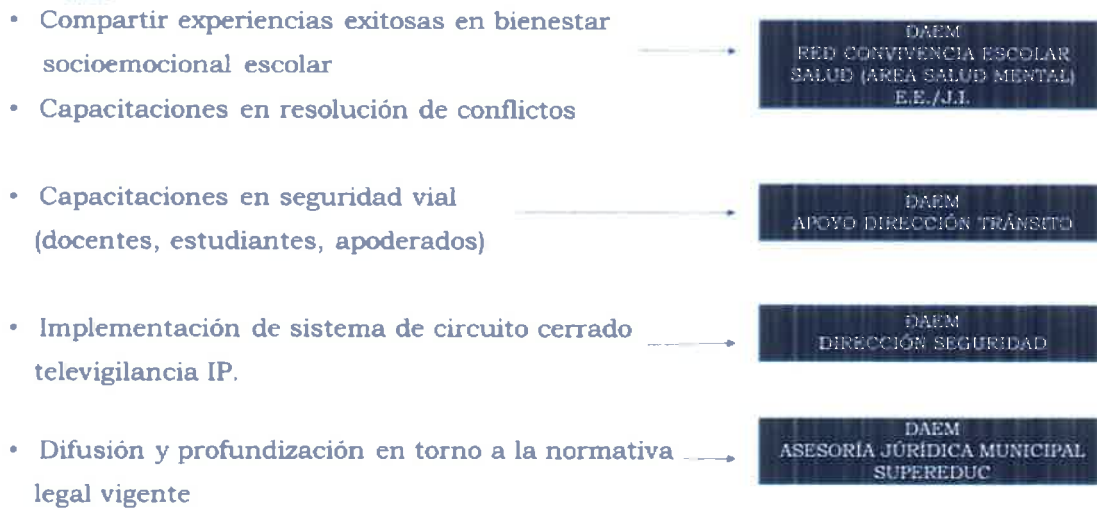 • Compartir experiencias exitosas en bienestar
socioemocional escolar
• Capacitaciones en resolución de conflictos
DAEM
RED CONVIVENCIA ESCOLAR
SALUD (AREA SALUD MENTAL)
E.E./J.I.
• Capacitaciones en seguridad vial
(docentes, estudiantes, apoderados)
DAEM
APOYO DIRECCIÓN TRÁNSITO
• Implementación de sistema de circuito cerrado
televigilancia IP.
DAEM
DIRECCIÓN SEGURIDAD
• Difusión y profundización en torno a la normativa
legal vigente
DAEM
ASESORÍA JÚRÍDICA MUNICIPAL
SUPEREDUC